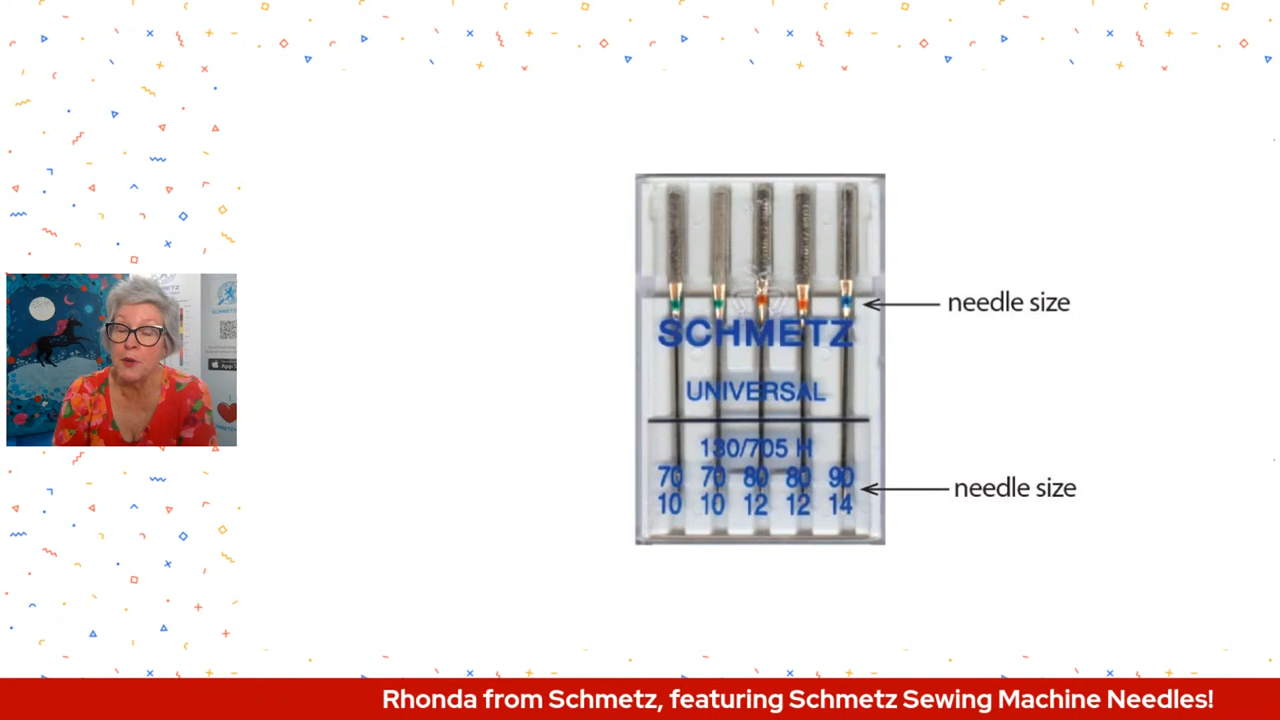 needle size
SCHMETZ
UNIVERSAL
130/705 H
70 70 80 80 90
10 10 12 12 14
needle size
Rhonda from Schmetz, featuring Schmetz Sewing Machine Needles!